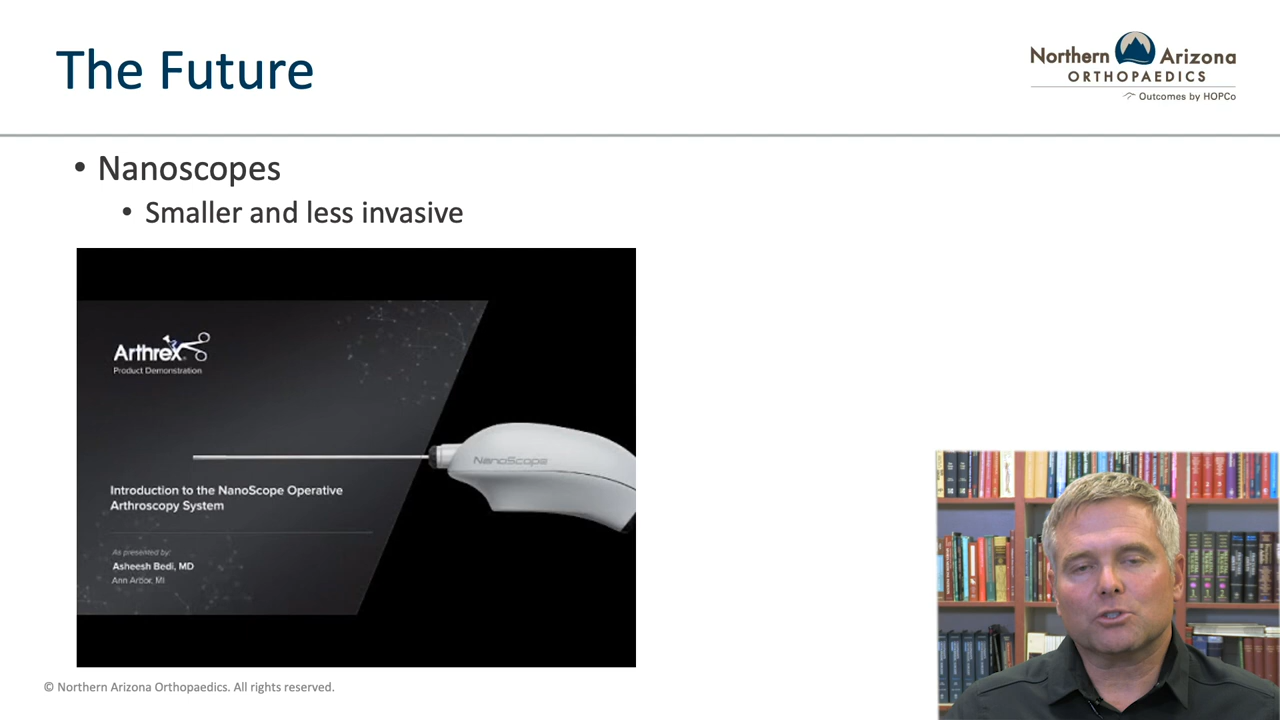 The Future
Northern Arizona
ORTHOPAEDICS
Outcomes by HOPCo
• Nanoscopes
• Smaller and less invasive
Arthrex
Product Demonstration
NanoScope
Introduction to the NanoScope Operative
Arthroscopy System
As presented by:
Asheesh Bedi, MD
Ann Arbor, MI
© Northern Arizona Orthopaedics. All rights reserved.